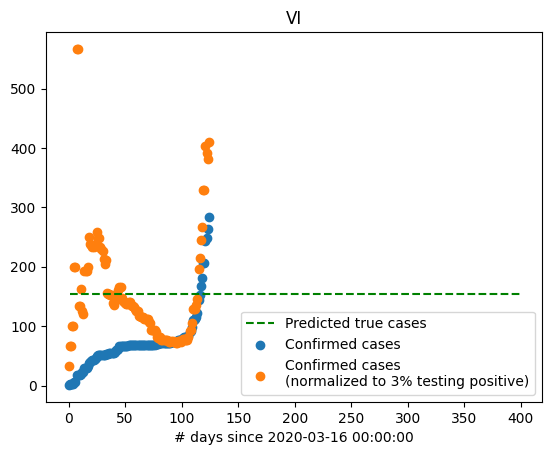 VI
500
400
300
200
100
0
Predicted true cases
Confirmed cases
Confirmed cases
(normalized to 3% testing positive)
0 50 100 150 200 250 300 350 400
# days since 2020-03-16 00:00:00